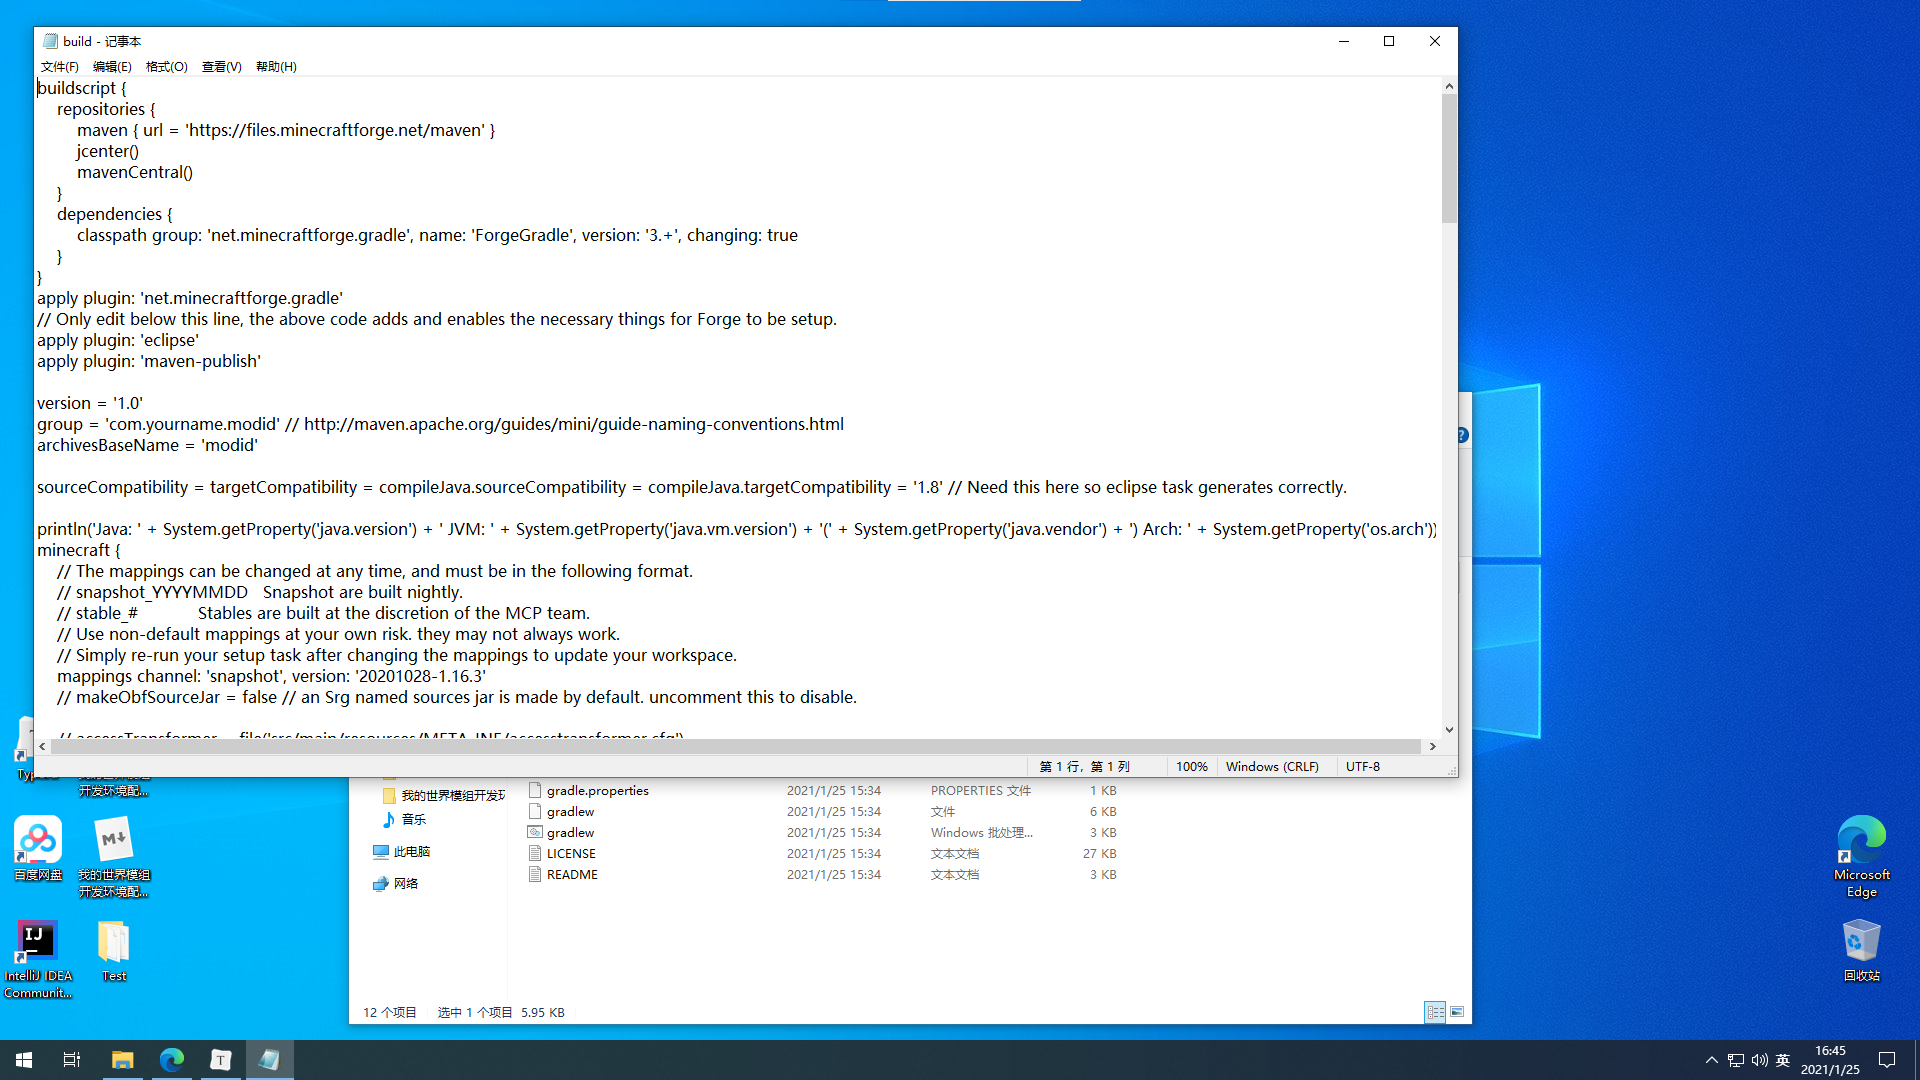 build - 记事本
文件(F) 编辑(E) 格式(O) 查看(V) 帮助(H)
buildscript {
    repositories {
        maven { url = 'https://files.minecraftforge.net/maven' }
        jcenter()
        mavenCentral()
    }
    dependencies {
        classpath group: 'net.minecraftforge.gradle', name: 'ForgeGradle', version: '3.+', changing: true
    }
}
apply plugin: 'net.minecraftforge.gradle'
// Only edit below this line, the above code adds and enables the necessary things for Forge to be setup.
apply plugin: 'eclipse'
apply plugin: 'maven-publish'
version = '1.0'
group = 'com.yourname.modid' // http://maven.apache.org/guides/mini/guide-naming-conventions.html
archivesBaseName = 'modid'
sourceCompatibility = targetCompatibility = compileJava.sourceCompatibility = compileJava.targetCompatibility = '1.8' // Need this here so eclipse task generates correctly.
println('Java: ' + System.getProperty('java.version') + ' JVM: ' + System.getProperty('java.vm.version') + '(' + System.getProperty('java.vendor') + ') Arch: ' + System.getProperty('os.arch'))
minecraft {
    // The mappings can be changed at any time, and must be in the following format.
    // snapshot_YYYYMMDD   Snapshot are built nightly.
    // stable_#            Stables are built at the discretion of the MCP team.
    // Use non-default mappings at your own risk. they may not always work.
    // Simply re-run your setup task after changing the mappings to update your workspace.
    mappings channel: 'snapshot', version: '20201028-1.16.3'
    // makeObfSourceJar = false // an Srg named sources jar is made by default. uncomment this to disable.
    // accessTransformer = file('src/main/resources/META-INF/accesstransformer.cfg')
第 1 行，第 1 列 100% Windows (CRLF) UTF-8
我的世界模组开发环
音乐
此电脑
网络
gradle.properties 2021/1/25 15:34 PROPERTIES 文件 1 KB
gradlew 2021/1/25 15:34 文件 6 KB
gradlew 2021/1/25 15:34 Windows 批处理... 3 KB
LICENSE 2021/1/25 15:34 文本文档 27 KB
README 2021/1/25 15:34 文本文档 3 KB
12 个项目 选中 1 个项目 5.95 KB
我的世界模组
开发环境配...
百度网盘
我的世界模组
开发环境配...
IJ
IntelliJ IDEA
Communit...
Test
Microsoft
Edge
回收站
T
英
16:45
2021/1/25